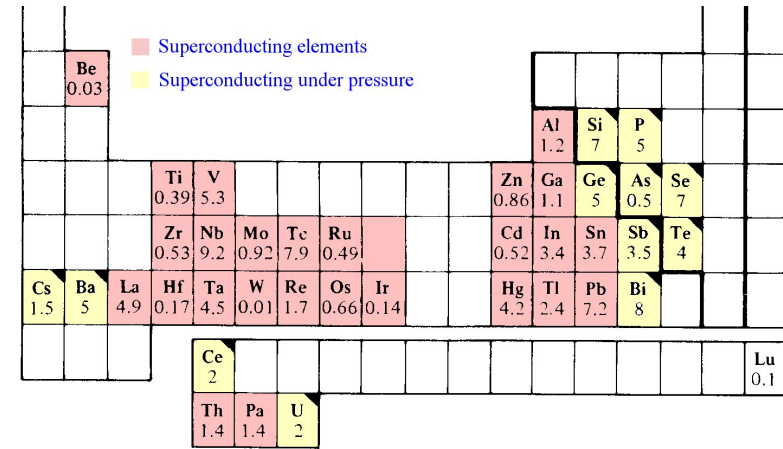 Superconducting elements
Superconducting under pressure
Be
0.03
Al Si P
1.2 7 5
Ti V Zn Ga Ge As Se
0.39 5.3 0.86 1.1 5 0.5 7
Zr Nb Mo Tc Ru Cd In Sn Sb Te
0.53 9.2 0.92 7.9 0.49 0.52 3.4 3.7 3.5 4
Cs Ba La Hf Ta W Re Os Ir Hg Tl Pb Bi
1.5 5 4.9 0.17 4.5 0.01 1.7 0.66 0.14 4.2 2.4 7.2 8
Ce Lu
2 0.1
Th Pa U
1.4 1.4 2